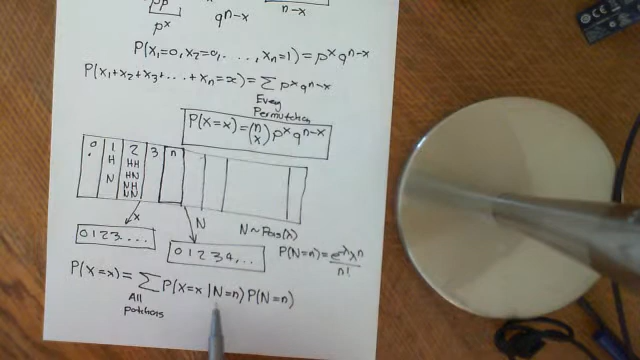 pp
p^x
q^{n-x}
n-x
P(X₁=0, X₂=0, ..., Xₙ=1) = p^x q^{n-x}
P(X₁+X₂+X₃+...+Xₙ=x) = Σ p^x q^{n-x}
Every
Permutation
P(X=x) = (n x) p^x q^{n-x}
0 1 2 3 n
H HH
HN
N NH
NN
x
N
N~Pois(λ)
0 1 2 3 ...
0 1 2 3 4 ...
P(N=n) = e^{-λ}λ^n / n!
P(X=x) = Σ P(X=x | N=n) P(N=n)
All